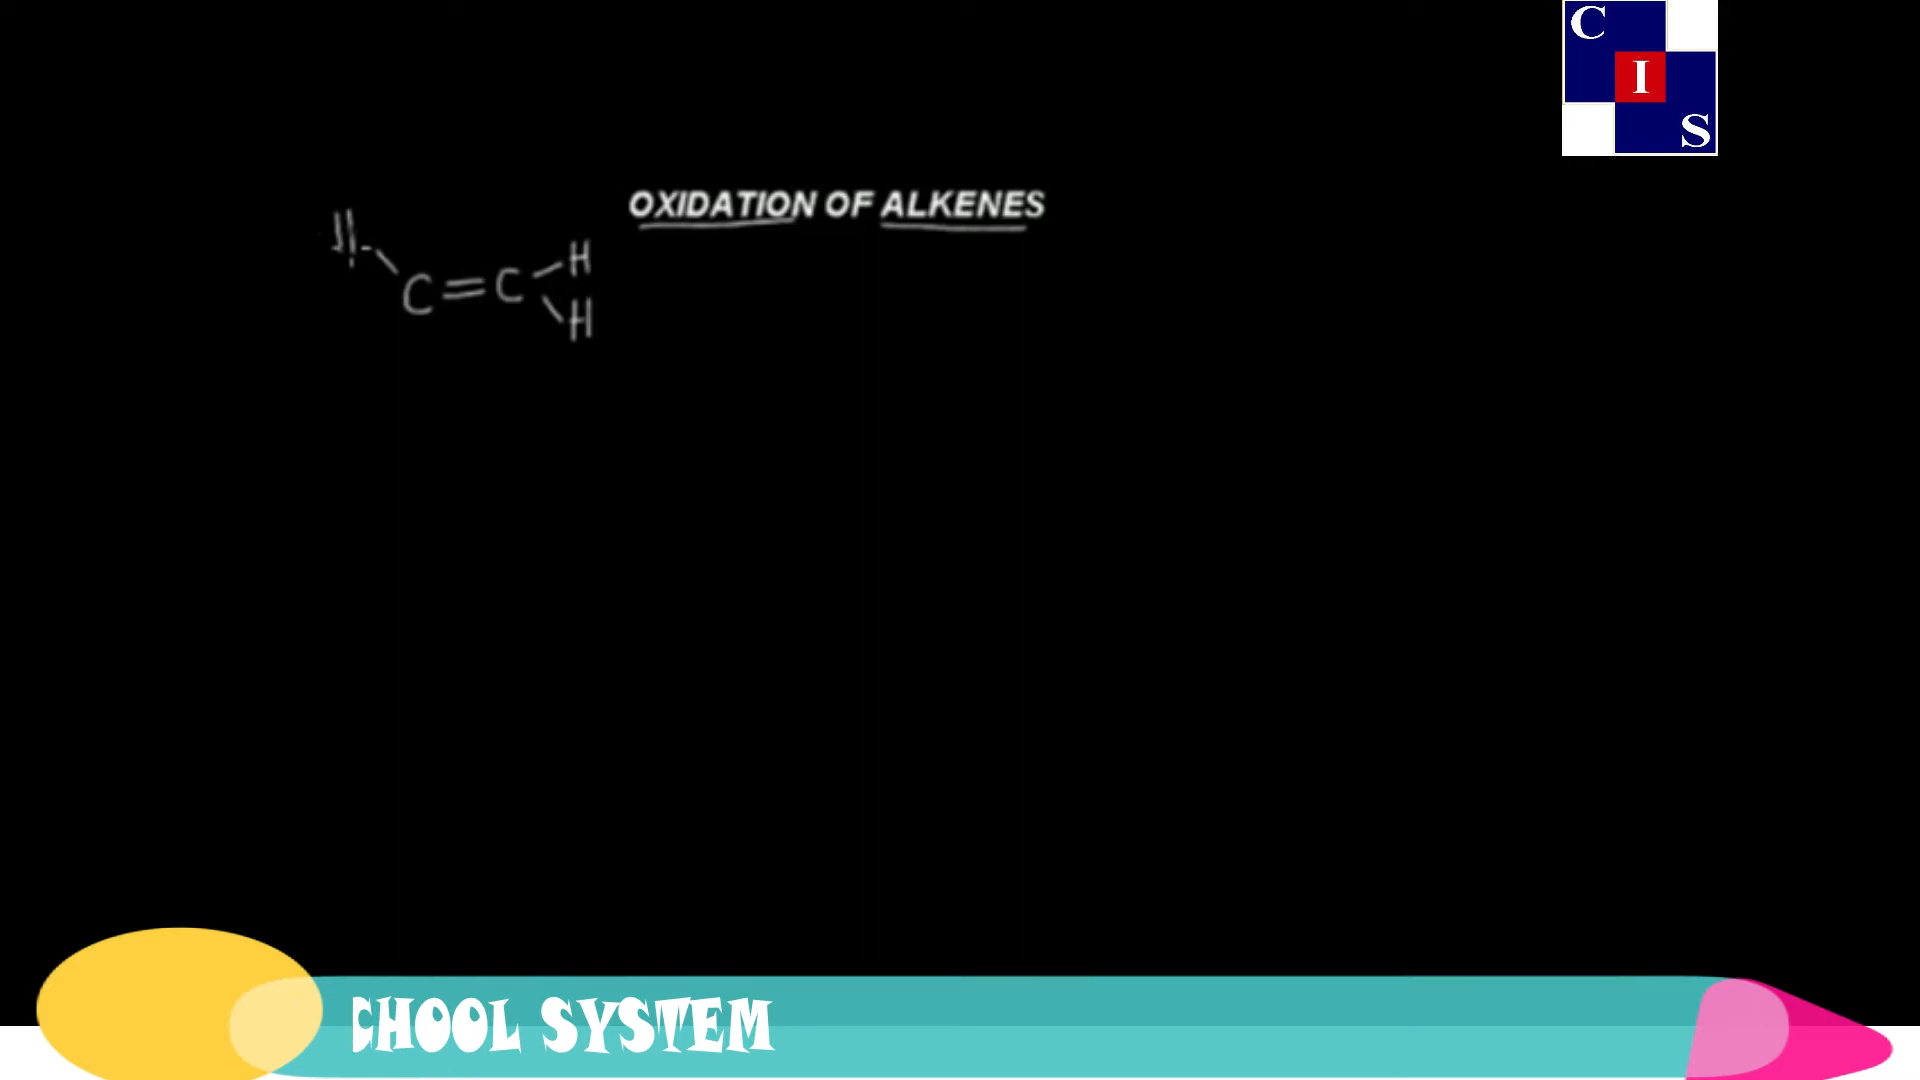 C
I
S
OXIDATION OF ALKENES
H
C = C
H
H
CHOOL SYSTEM